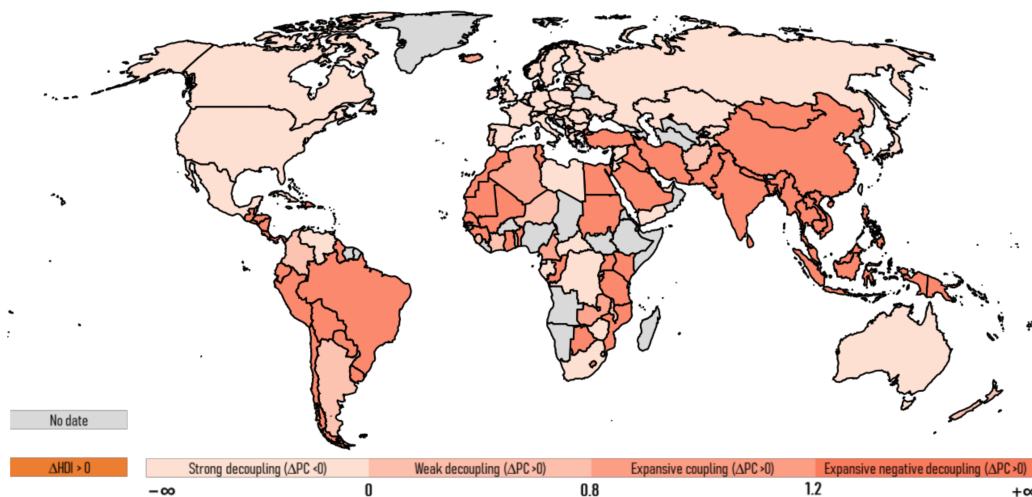 No date
ΔHDI > 0
Strong decoupling (ΔPC <0)
Weak decoupling (ΔPC>0)
Expansive coupling (ΔPC>0)
Expansive negative decoupling (ΔPC>0)
−∞
0
0.8
1.2
+∞